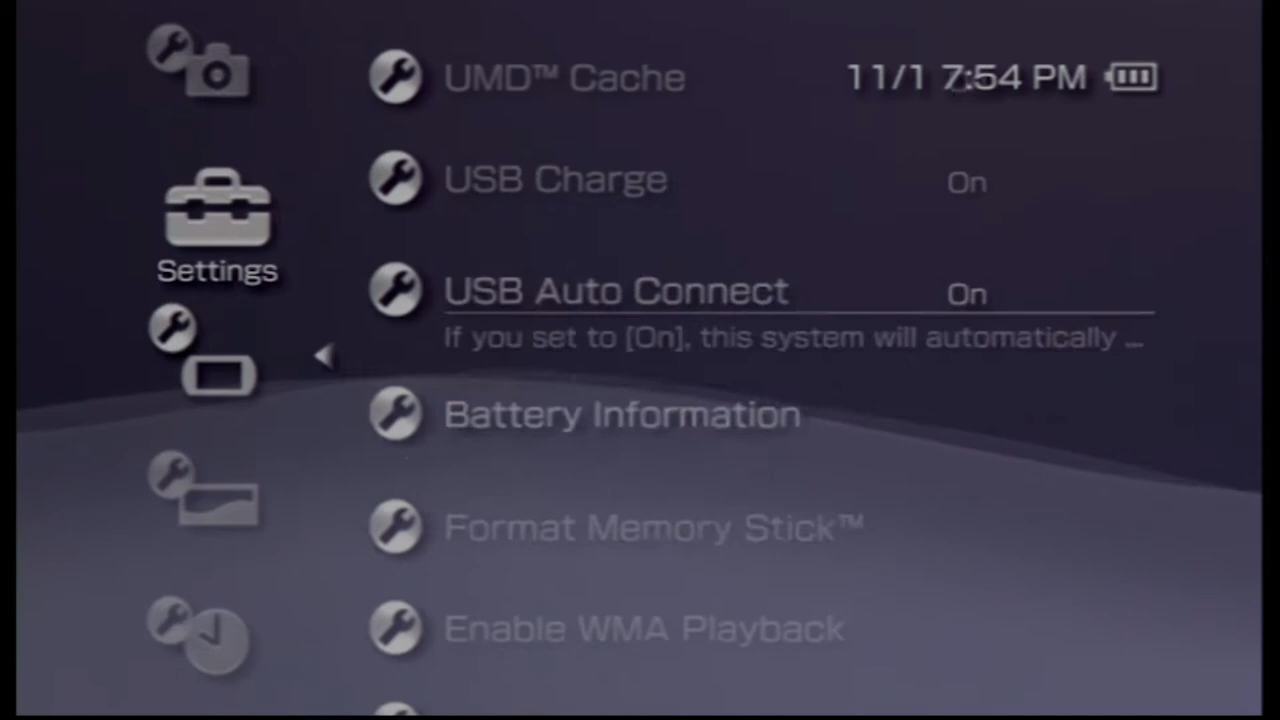 UMD™ Cache
11/1 7:54 PM
USB Charge
On
Settings
USB Auto Connect
On
If you set to [On], this system will automatically ...
Battery Information
Format Memory Stick™
Enable WMA Playback